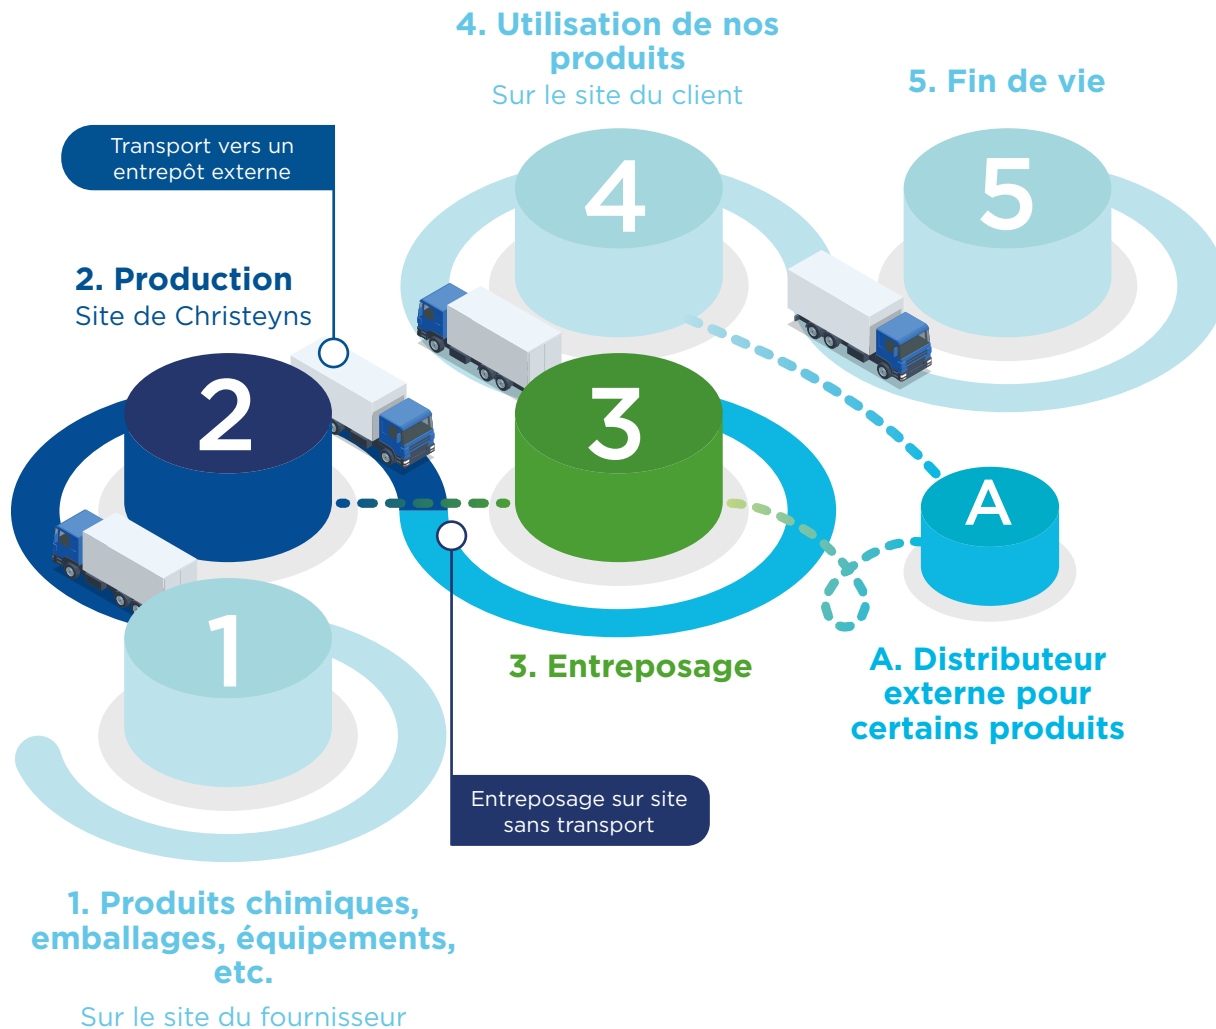 4. Utilisation de nos
produits
Sur le site du client
5. Fin de vie
Transport vers un
entrepôt externe
4
5
2. Production
Site de Christeyns
2
3
A
1
3. Entreposage
A. Distributeur
externe pour
certains produits
Entreposage sur site
sans transport
1. Produits chimiques,
emballages, équipements,
etc.
Sur le site du fournisseur